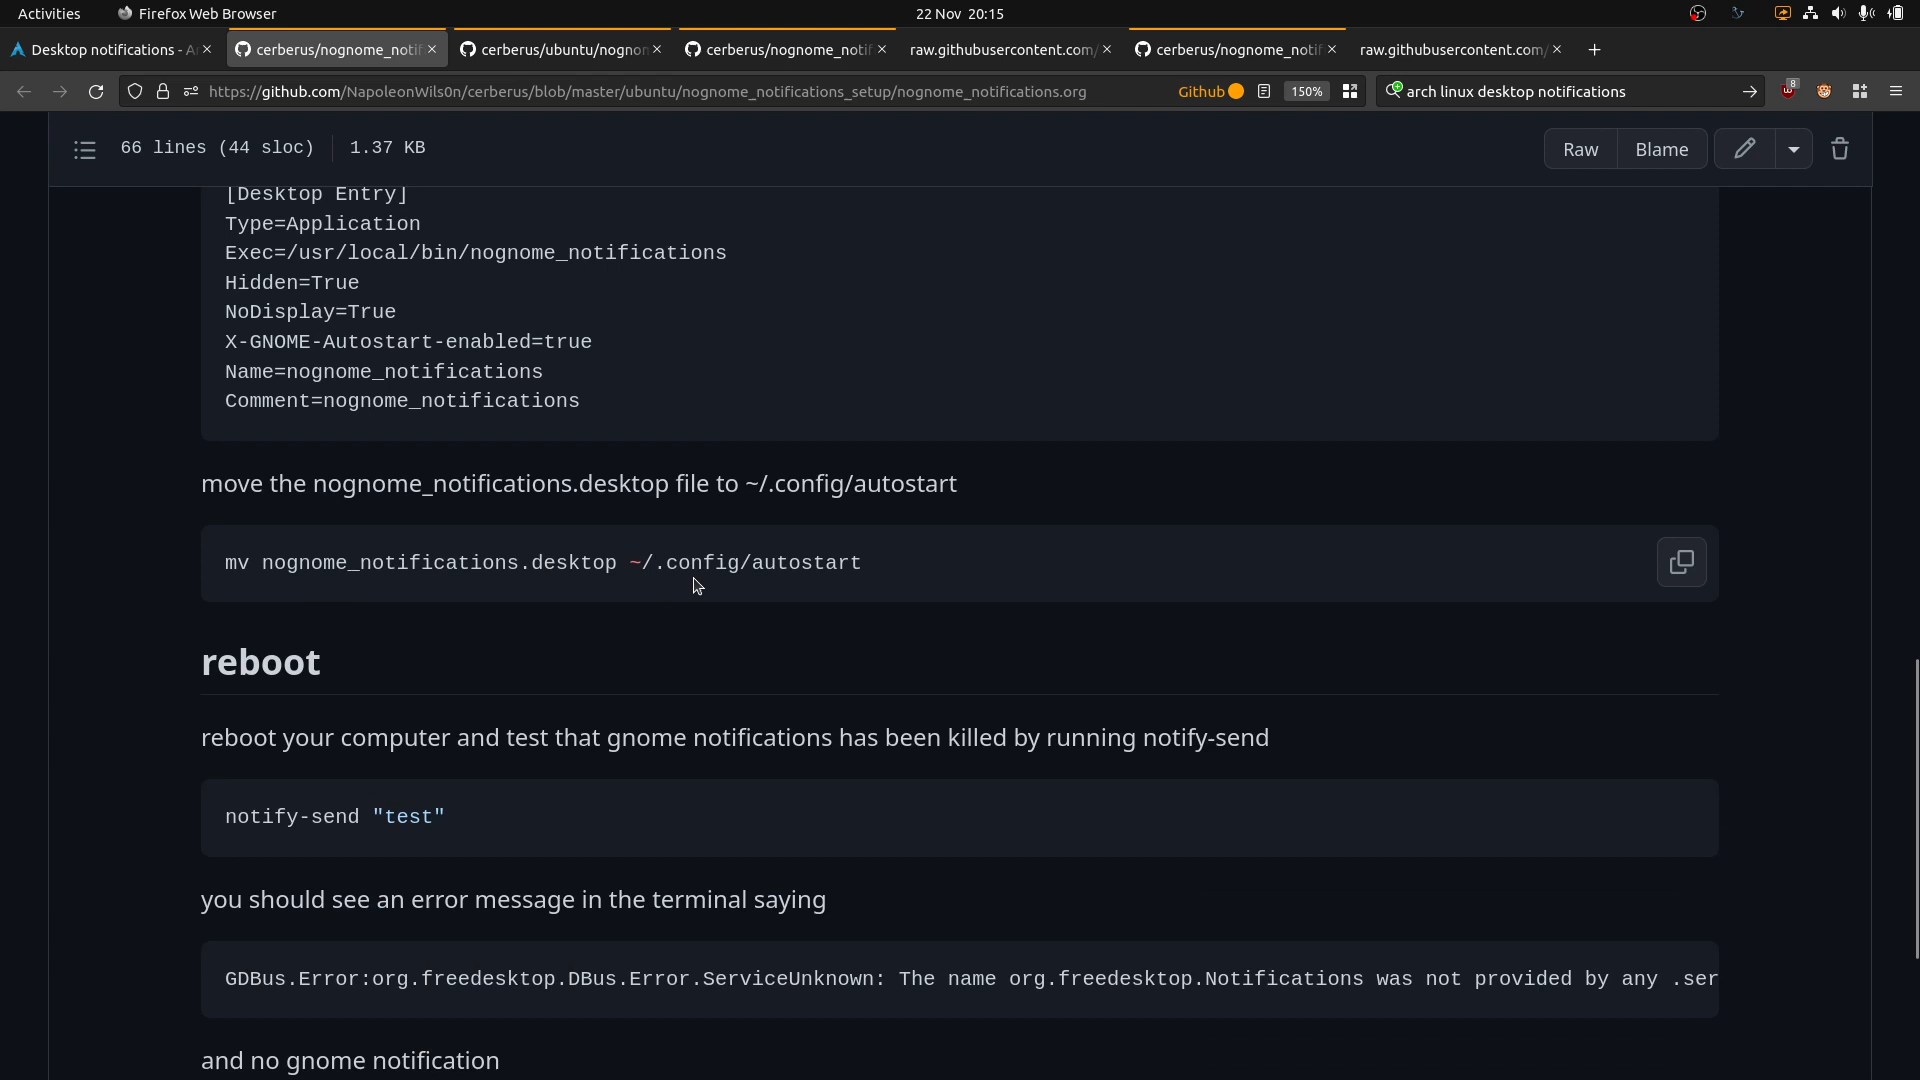 Activities
Firefox Web Browser
22 Nov 20:15
Desktop notifications - A
cerberus/nognome_notif
cerberus/ubuntu/nognon
cerberus/nognome_notif
raw.githubusercontent.com/
cerberus/nognome_notif
raw.githubusercontent.com/
https://github.com/NapoleonWils0n/cerberus/blob/master/ubuntu/nognome_notifications_setup/nognome_notifications.org
Github
150%
arch linux desktop notifications
8
66 lines (44 sloc)
1.37 KB
Raw
Blame
[Desktop Entry]
Type=Application
Exec=/usr/local/bin/nognome_notifications
Hidden=True
NoDisplay=True
X-GNOME-Autostart-enabled=true
Name=nognome_notifications
Comment=nognome_notifications
move the nognome_notifications.desktop file to ~/.config/autostart
mv nognome_notifications.desktop ~/.config/autostart
reboot
reboot your computer and test that gnome notifications has been killed by running notify-send
notify-send "test"
you should see an error message in the terminal saying
GDBus.Error:org.freedesktop.DBus.Error.ServiceUnknown: The name org.freedesktop.Notifications was not provided by any .ser
and no gnome notification